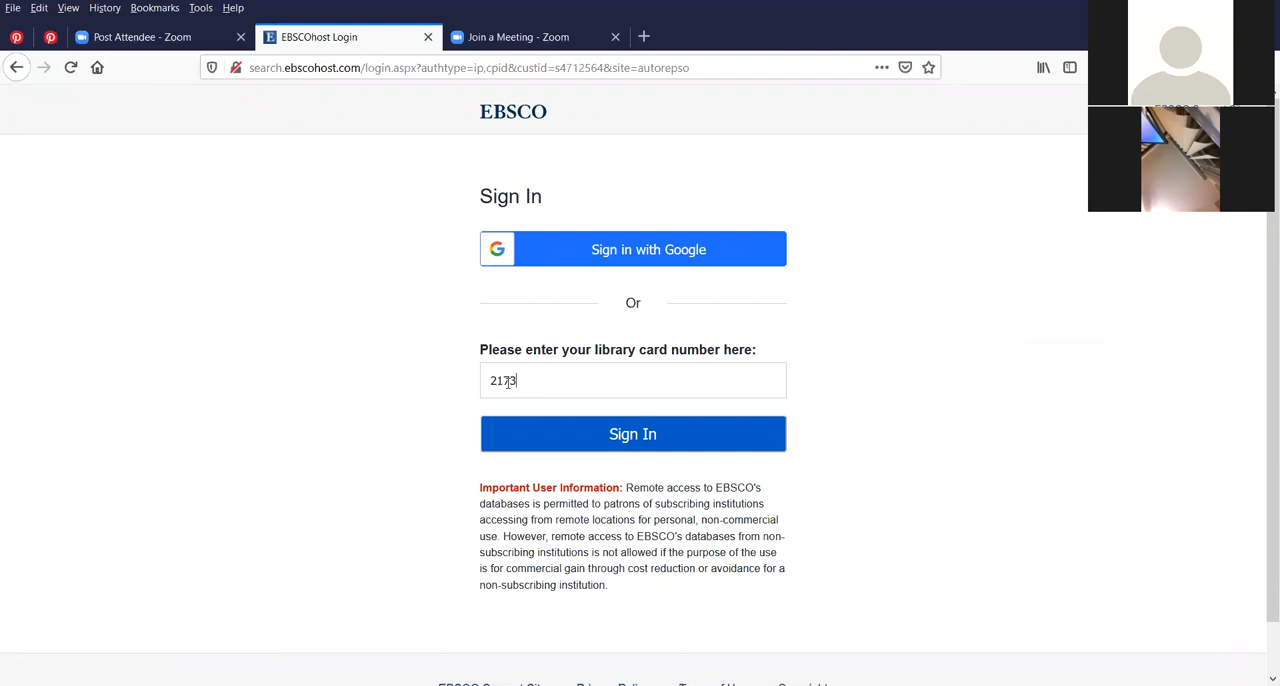 File Edit View History Bookmarks Tools Help
Post Attendee - Zoom EBSCOhost Login Join a Meeting - Zoom
search.ebscohost.com/login.aspx?authtype=ip,cpid&custid=s4712564&site=autorepso
EBSCO
Sign In
Sign in with Google
Or
Please enter your library card number here:
2173
Sign In
Important User Information: Remote access to EBSCO's
databases is permitted to patrons of subscribing institutions
accessing from remote locations for personal, non-commercial
use. However, remote access to EBSCO's databases from non-
subscribing institutions is not allowed if the purpose of the use
is for commercial gain through cost reduction or avoidance for a
non-subscribing institution.